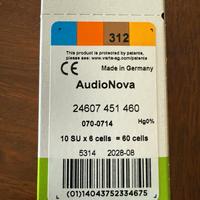 312
This product is protected by patents,
please view: www.varta-ag.com/patents
CE Made in Germany
AudioNova
24607 451 460
070-0714 Hg0%
10 SU x 6 cells = 60 cells
5314 2028-08
(01)14043752334675